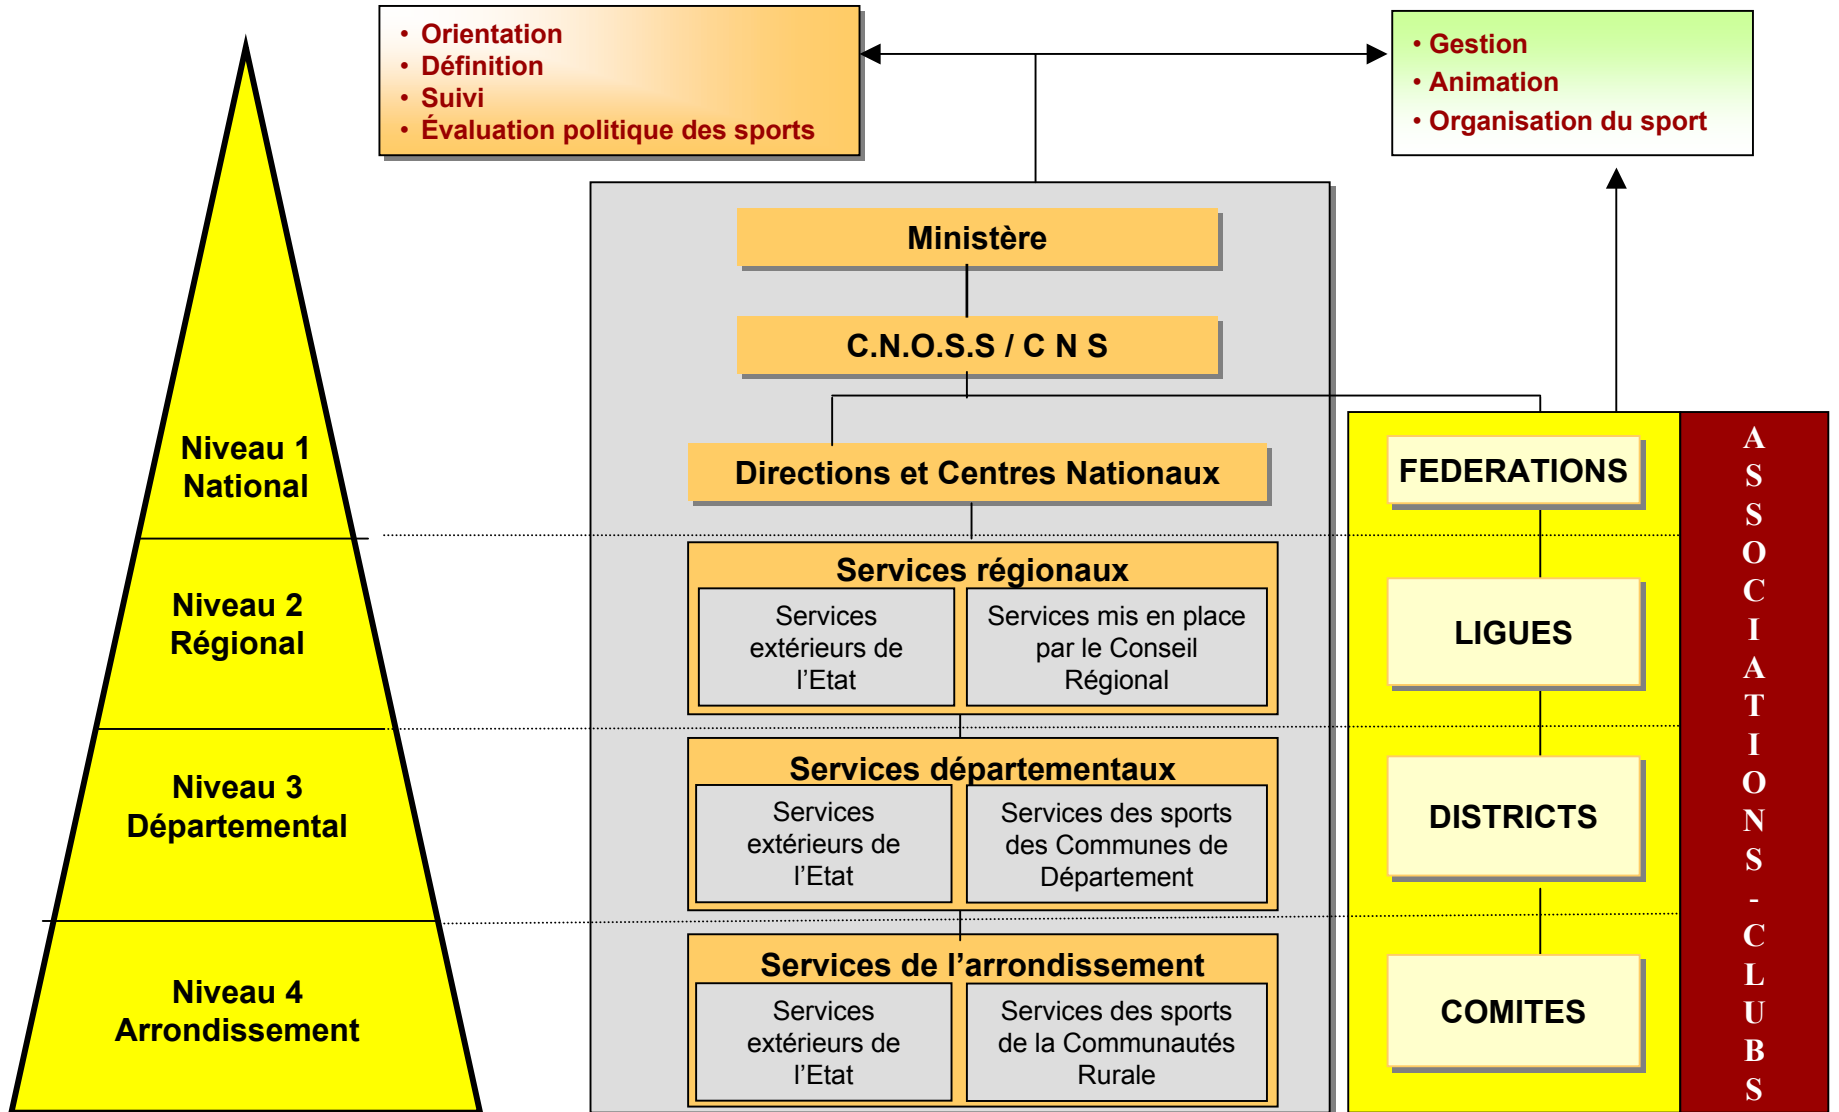 • Orientation
• Définition
• Suivi
• Évaluation politique des sports
• Gestion
• Animation
• Organisation du sport
Ministère
C.N.O.S.S / C N S
Niveau 1
National
Directions et Centres Nationaux
FEDERATIONS
Niveau 2
Régional
Services régionaux
Services
extérieurs de
l’Etat
Services mis en place
par le Conseil
Régional
LIGUES
Niveau 3
Départemental
Services départementaux
Services
extérieurs de
l’Etat
Services des sports
des Communes de
Département
DISTRICTS
Niveau 4
Arrondissement
Services de l’arrondissement
Services
extérieurs de
l’Etat
Services des sports
de la Communautés
Rurale
COMITES
ASSOCIATIONS-CLUBS